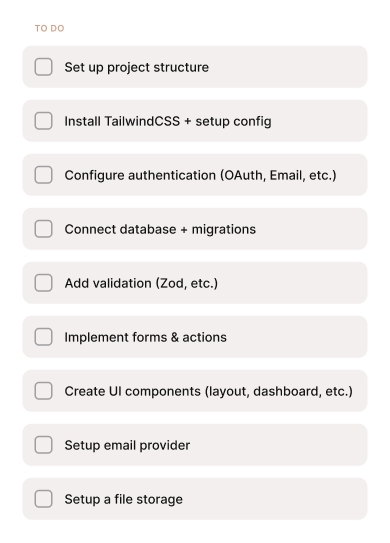 TO DO
Set up project structure
Install TailwindCSS + setup config
Configure authentication (OAuth, Email, etc.)
Connect database + migrations
Add validation (Zod, etc.)
Implement forms & actions
Create UI components (layout, dashboard, etc.)
Setup email provider
Setup a file storage